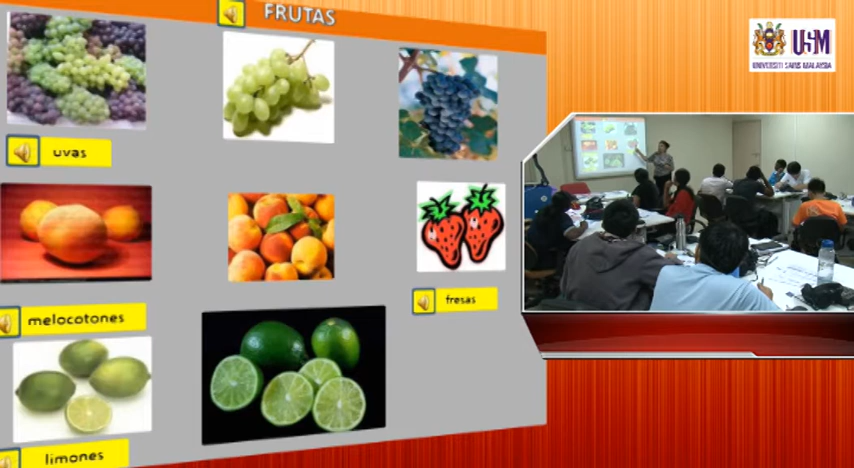 FRUTAS
USM
UNIVERSITI SAINS MALAYSIA
uvas
fresas
melocotones
limones